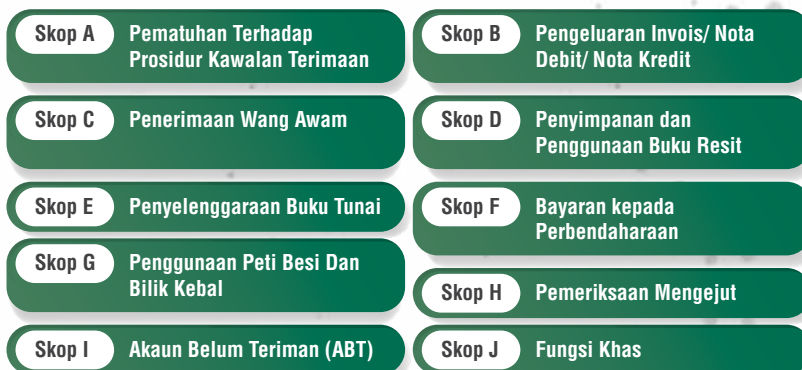 Skop A
Pematuhan Terhadap
Prosidur Kawalan Terimaan
Skop B
Pengeluaran Invois/ Nota
Debit/ Nota Kredit
Skop C
Penerimaan Wang Awam
Skop D
Penyimpanan dan
Penggunaan Buku Resit
Skop E
Penyelenggaraan Buku Tunai
Skop F
Bayaran kepada
Perbendaharaan
Skop G
Penggunaan Peti Besi Dan
Bilik Kebal
Skop H
Pemeriksaan Mengejut
Skop I
Akaun Belum Teriman (ABT)
Skop J
Fungsi Khas